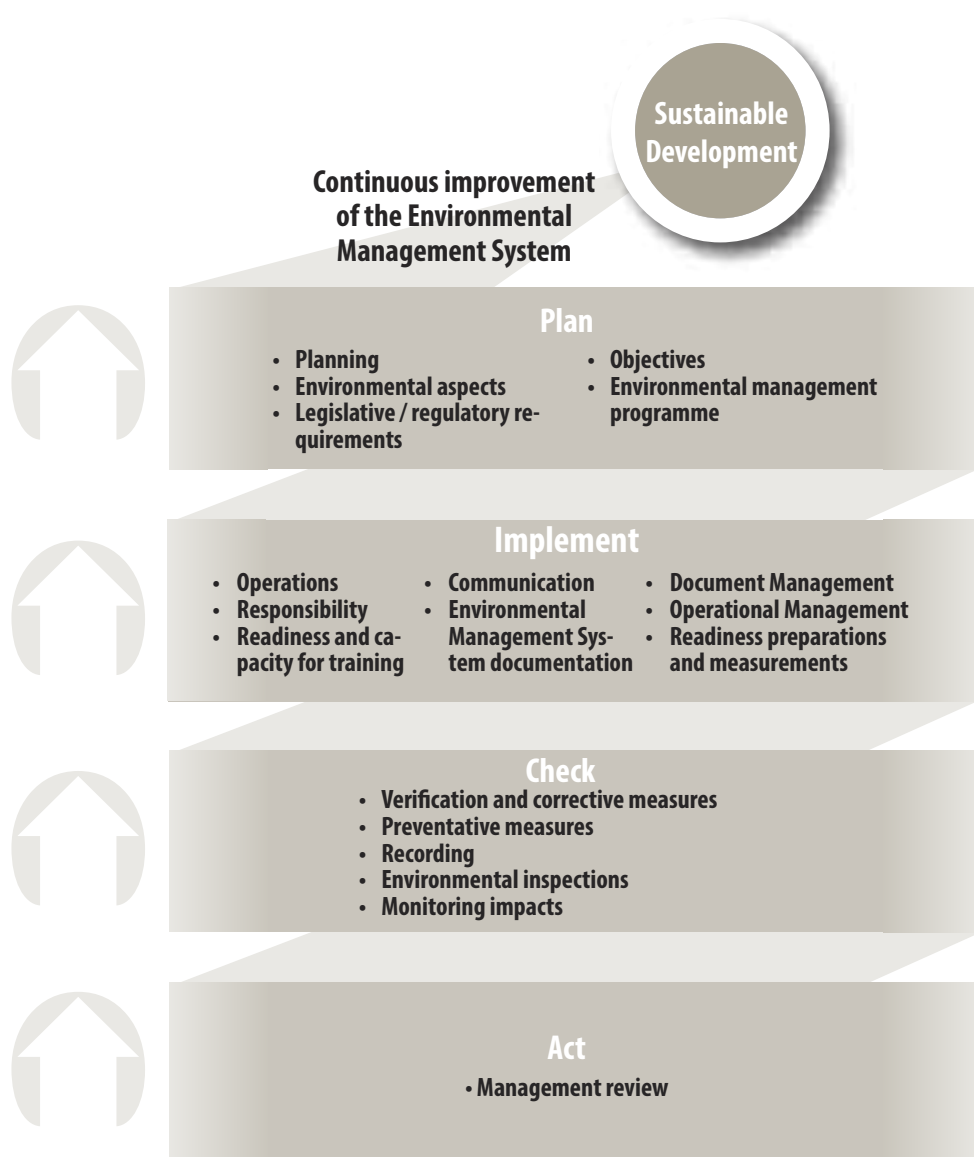 Sustainable
Development
Continuous improvement
of the Environmental
Management System
Plan
• Planning
• Environmental aspects
• Legislative / regulatory re-
quirements
• Objectives
• Environmental management
programme
Implement
• Operations
• Responsibility
• Readiness and ca-
pacity for training
• Communication
• Environmental
Management Sys-
tem documentation
• Document Management
• Operational Management
• Readiness preparations
and measurements
Check
• Verification and corrective measures
• Preventative measures
• Recording
• Environmental inspections
• Monitoring impacts
Act
• Management review